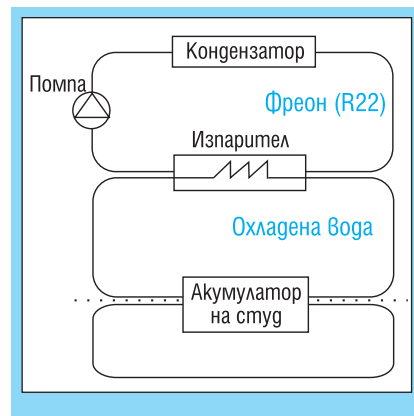 Кондензатор
Помпа
Фреон (R22)
Изпарител
Охладена вода
Акумулатор
на студ